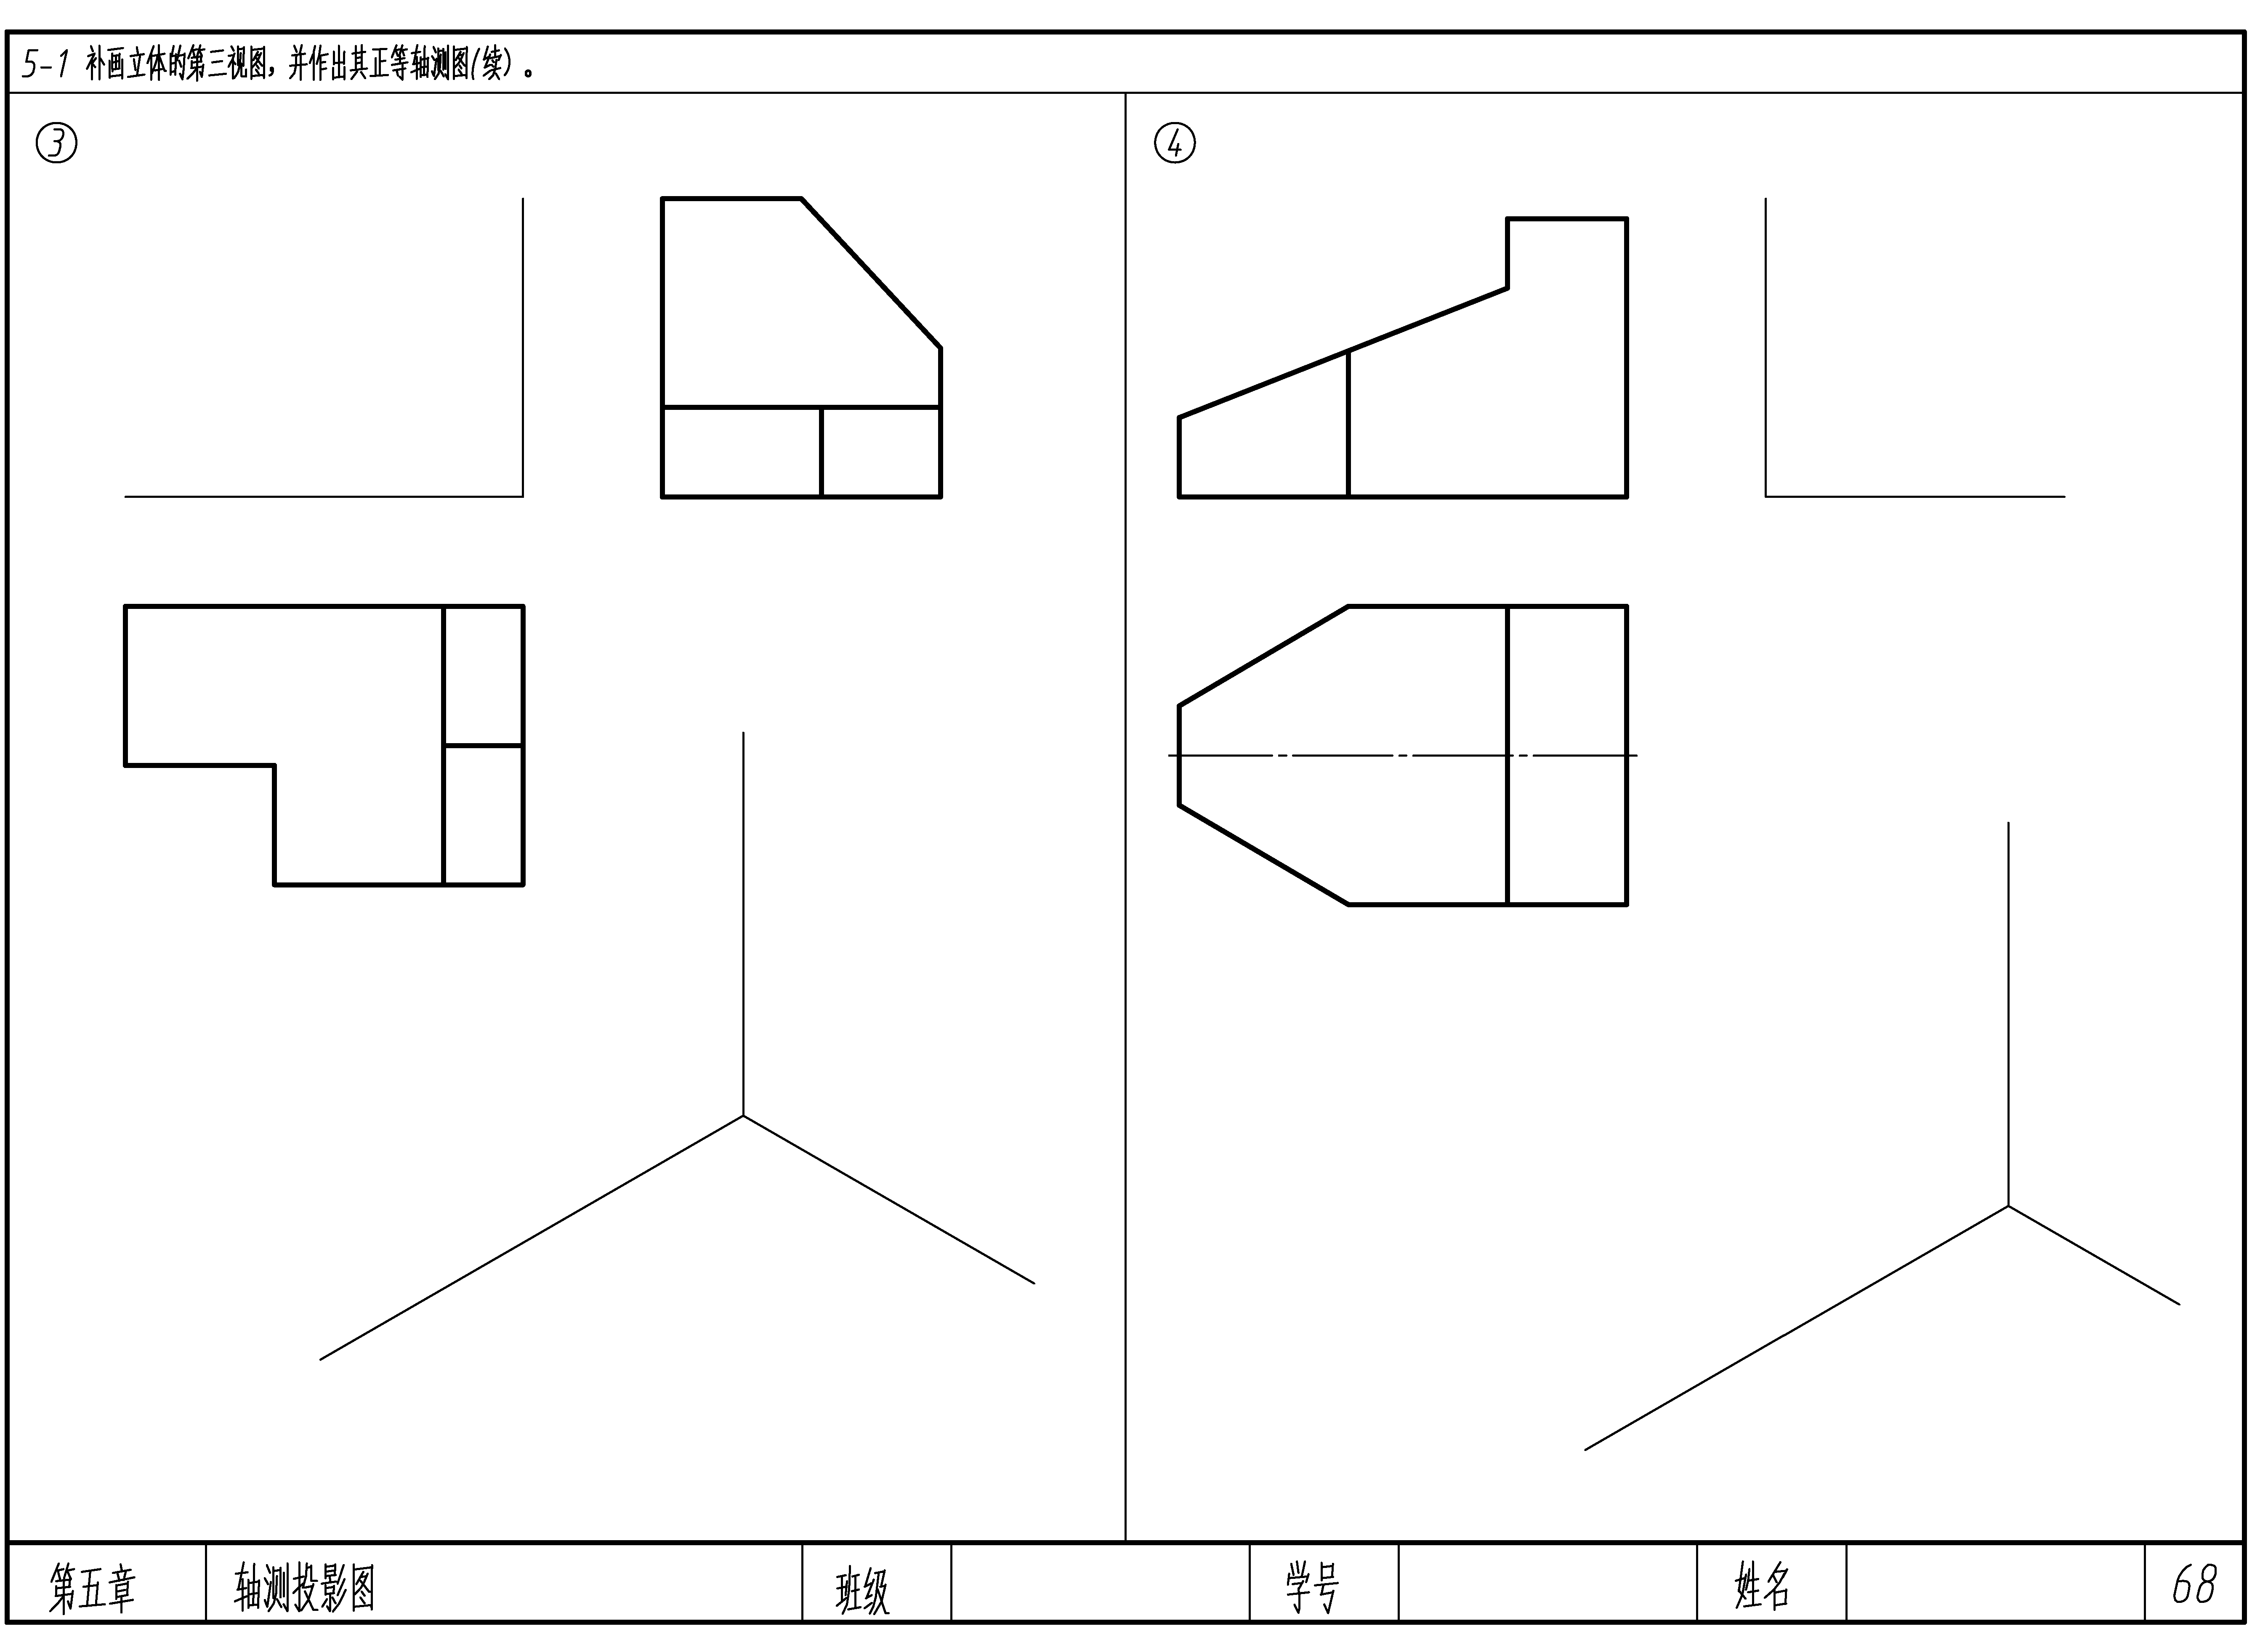 5-1 补画立体的第三视图，并作出其正等轴测图(续)。
③
④
第五章 轴测投影图 班级 学号 姓名 68